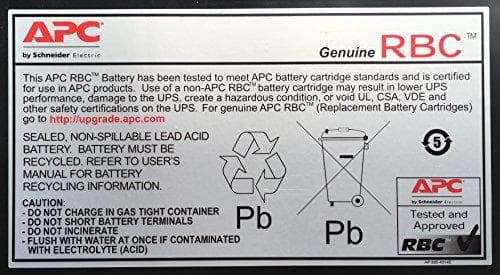 APC
by Schneider Electric
Genuine RBC™
This APC RBC™ Battery has been tested to meet APC battery cartridge standards and is certified
for use in APC products. Use of a non-APC RBC™ battery cartridge may result in lower UPS
performance, damage to the UPS, create a hazardous condition, or void UL, CSA, VDE and
other safety certifications on the UPS. For genuine APC RBC™ (Replacement Battery Cartridges)
go to http://upgrade.apc.com
SEALED, NON-SPILLABLE LEAD ACID
BATTERY. BATTERY MUST BE
RECYCLED. REFER TO USER'S
MANUAL FOR BATTERY
REPLACEMENT.
CAUTION:
- DO NOT CHARGE IN GAS TIGHT CONTAINER
- DO NOT SHORT BATTERY TERMINALS
- DO NOT INCINERATE
- FLUSH WITH WATER AT ONCE IF CONTAMINATED
WITH ELECTROLYTE (ACID)
Pb
Pb
5
APC
by Schneider Electric
Tested and
Approved
RBC™